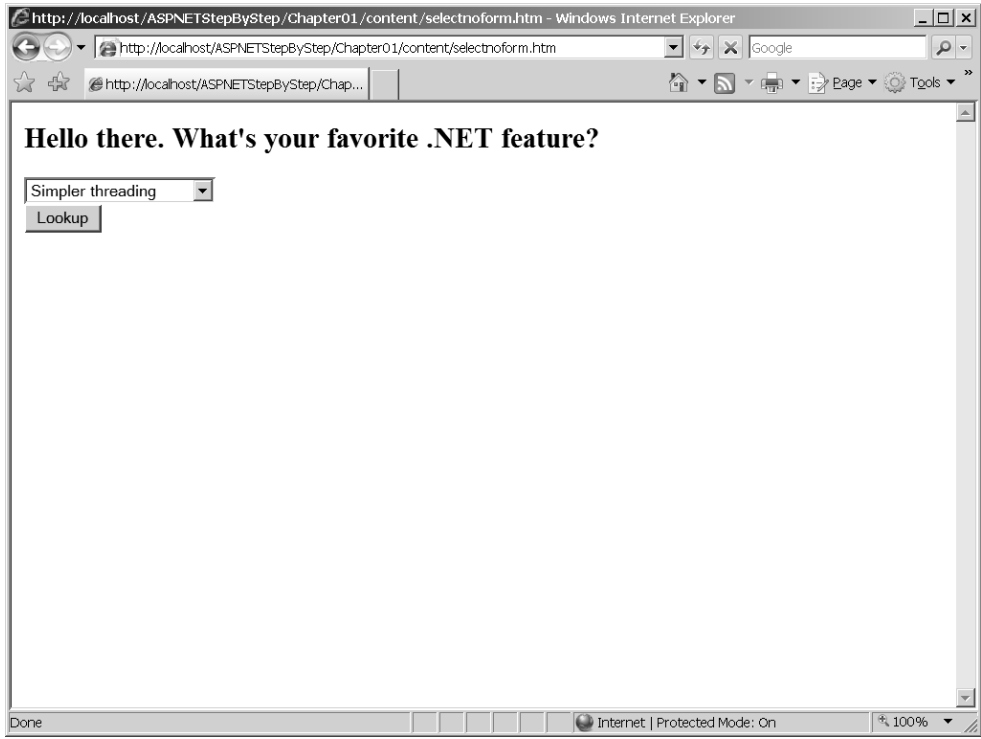 http://localhost/ASPNETStepByStep/Chapter01/content/selectnoform.htm - Windows Internet Explorer
http://localhost/ASPNETStepByStep/Chapter01/content/selectnoform.htm
Google
http://localhost/ASPNETStepByStep/Chap...
Page
Tools
Hello there. What's your favorite .NET feature?
Simpler threading
Lookup
Done
Internet | Protected Mode: On
100%